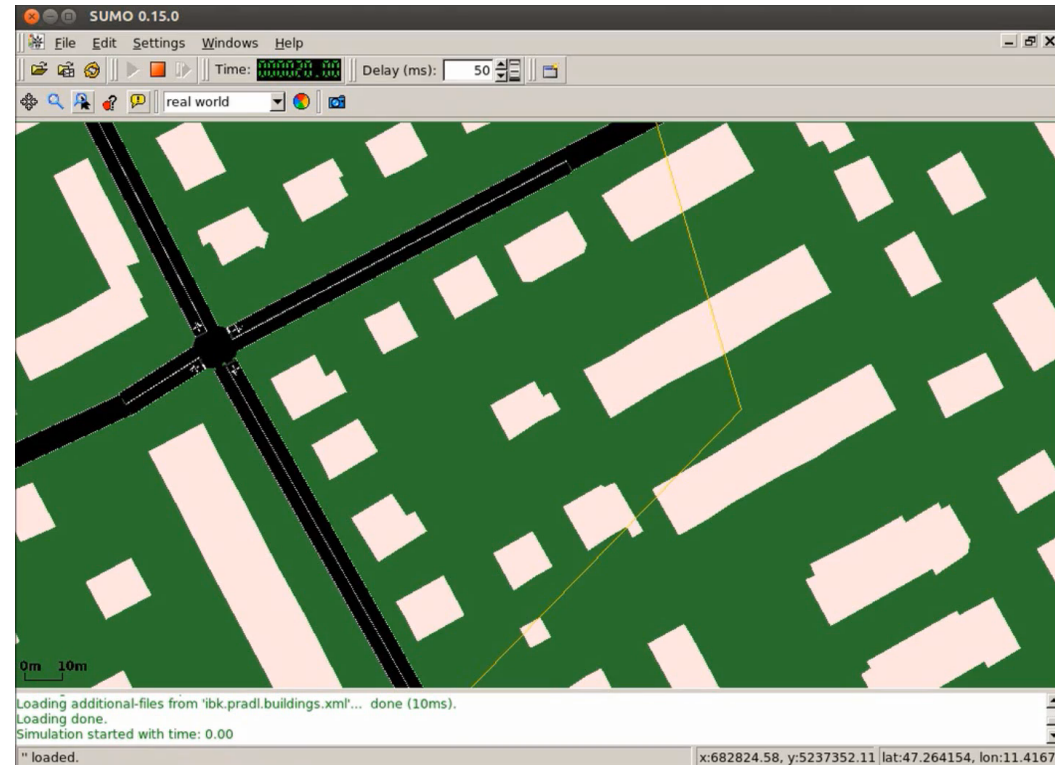 SUMO 0.15.0
File Edit Settings Windows Help
Time: 000020.00 Delay (ms): 50
real world
0m 10m
Loading additional-files from 'ibk.pradl.buildings.xml'... done (10ms).
Loading done.
Simulation started with time: 0.00
'' loaded. x:682824.58, y:5237352.11 lat:47.264154, lon:11.4167